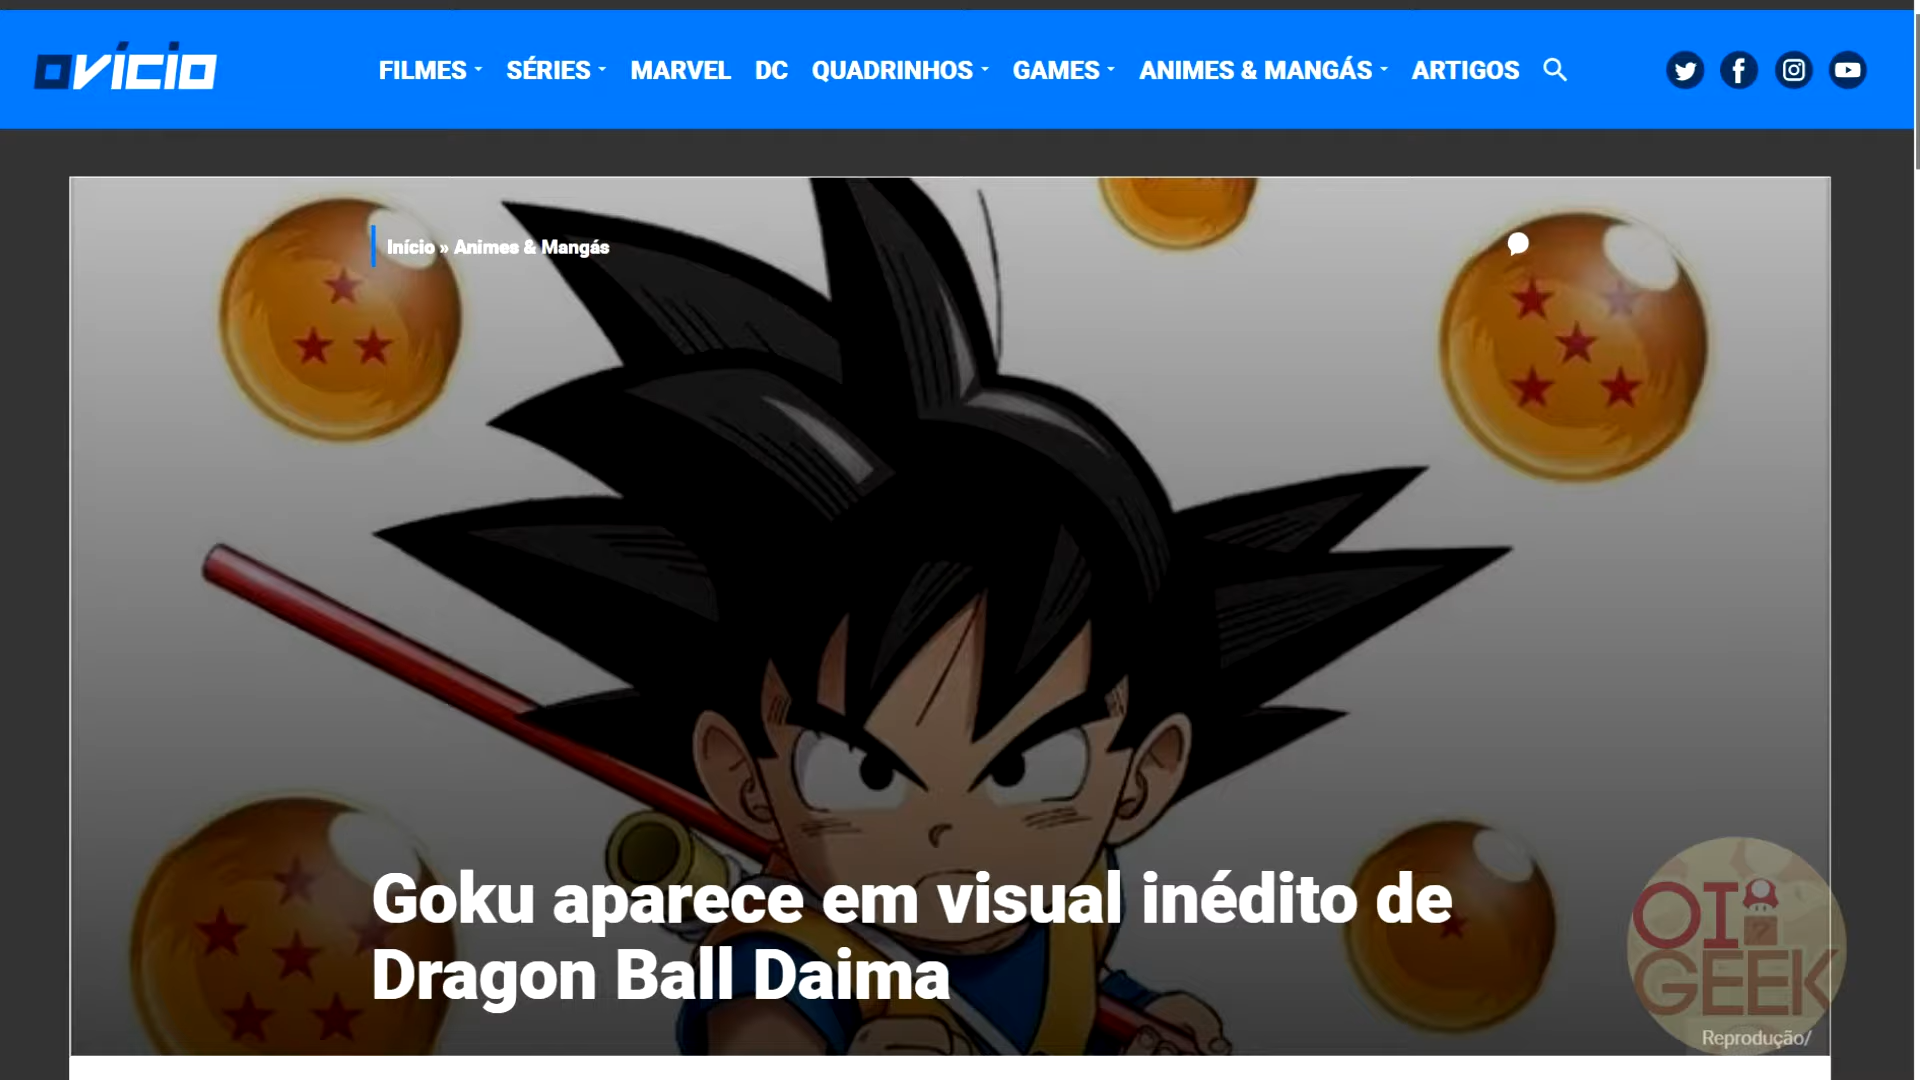 ovício
FILMES SÉRIES MARVEL DC QUADRINHOS GAMES ANIMES & MANGÁS ARTIGOS
Início » Animes & Mangás
Goku aparece em visual inédito de
Dragon Ball Daima
OI
GEEK
Reprodução/